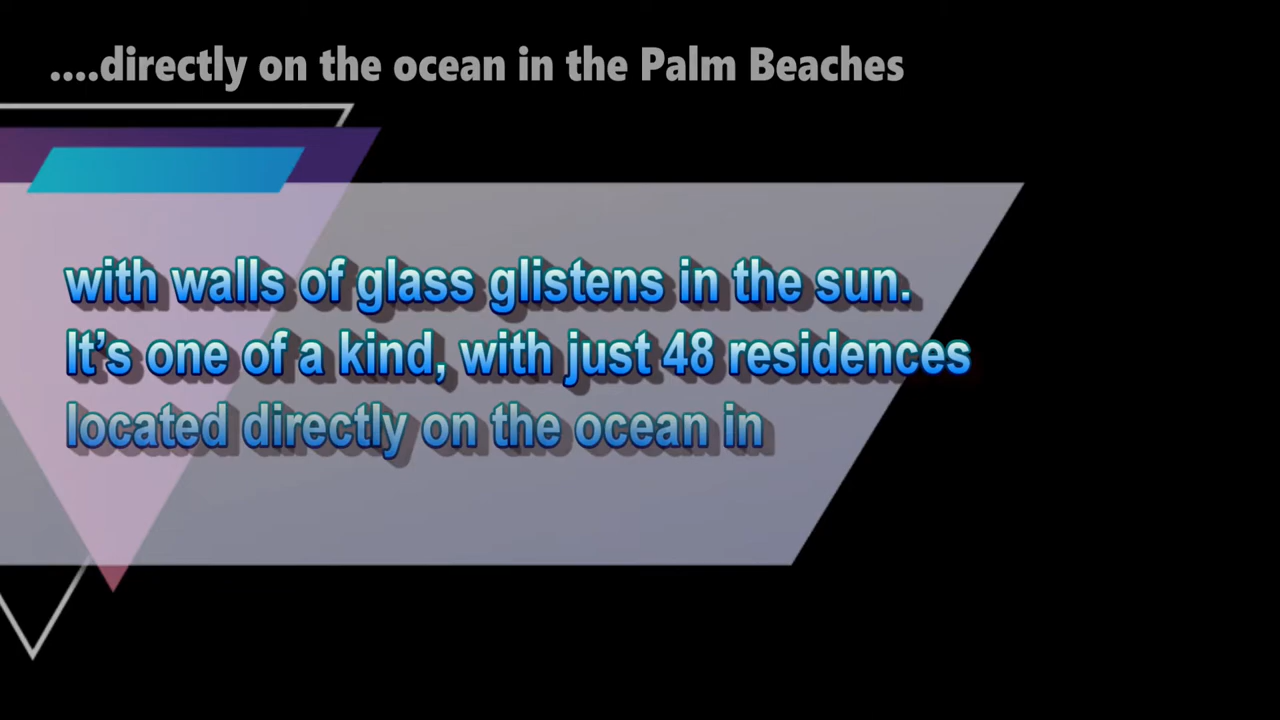 ....directly on the ocean in the Palm Beaches
with walls of glass glistens in the sun.
It’s one of a kind, with just 48 residences
located directly on the ocean in